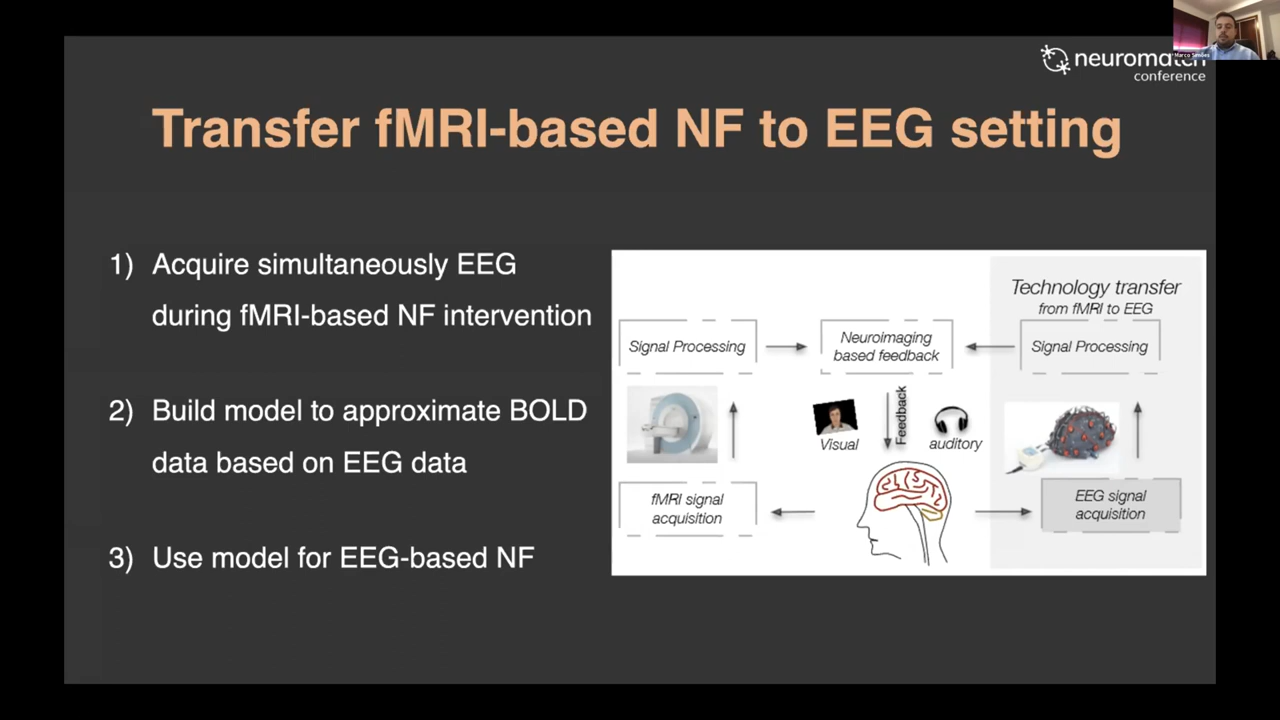 Marco Simões
neuromatch
conference
Transfer fMRI-based NF to EEG setting
1) Acquire simultaneously EEG
during fMRI-based NF intervention
2) Build model to approximate BOLD
data based on EEG data
3) Use model for EEG-based NF
Technology transfer
from fMRI to EEG
Signal Processing
Neuroimaging
based feedback
Signal Processing
Visual
Feedback
auditory
fMRI signal
acquisition
EEG signal
acquisition